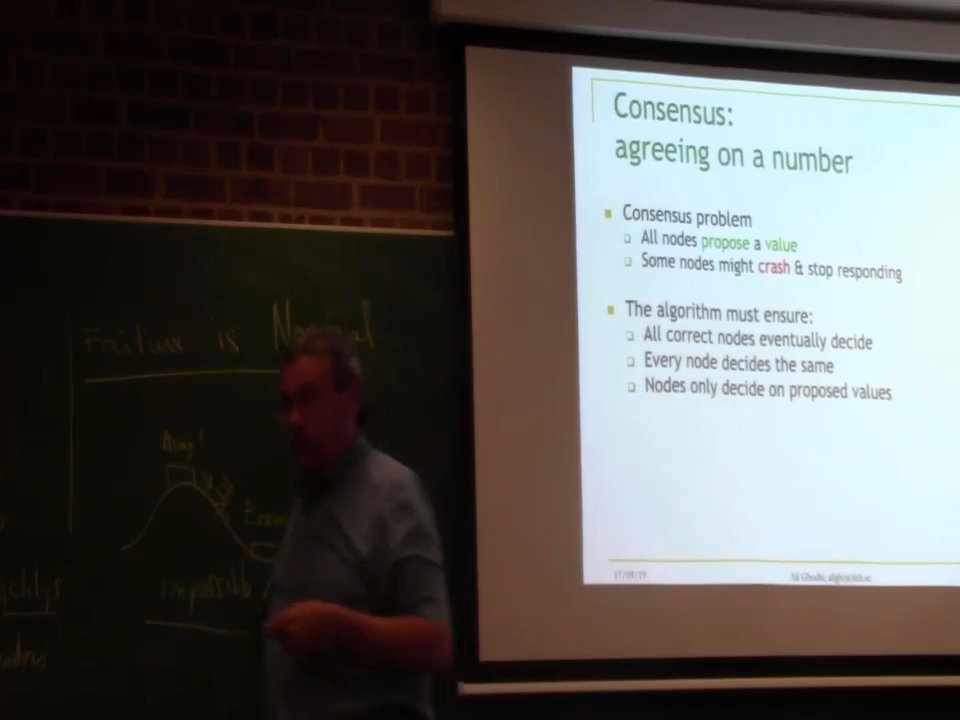 Consensus:
agreeing on a number
Consensus problem
All nodes propose a value
Some nodes might crash & stop responding
The algorithm must ensure:
All correct nodes eventually decide
Every node decides the same
Nodes only decide on proposed values
Failure is Normal
Army
impossible